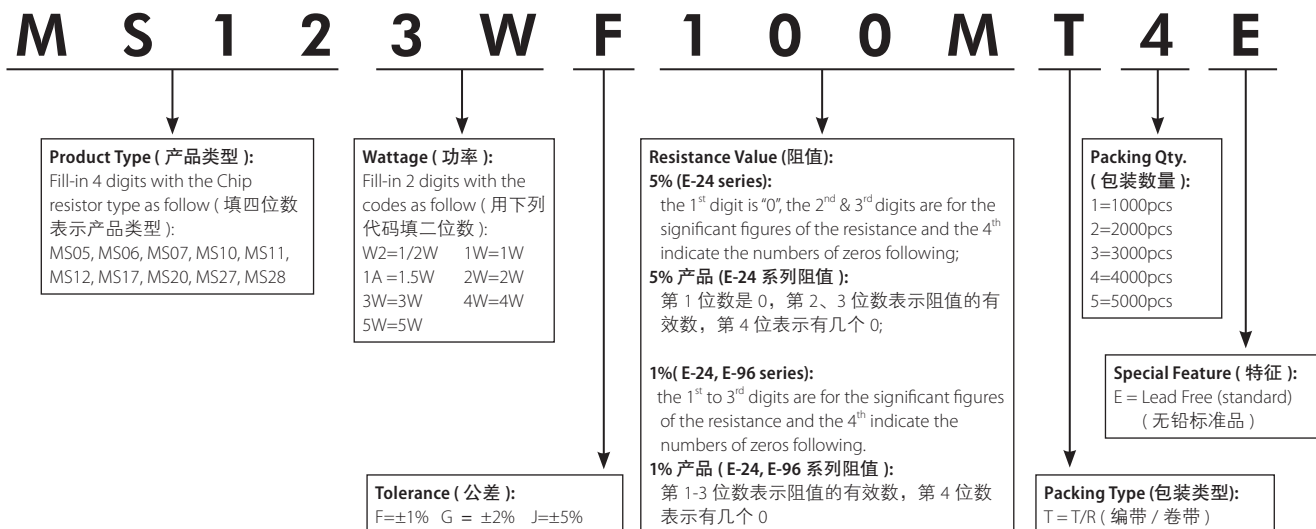 M S 1 2 3 W F 1 0 0 M T 4 E
Product Type ( 产品类型 ):
Fill-in 4 digits with the Chip
resistor type as follow ( 填四位数
表示产品类型 ):
MS05, MS06, MS07, MS10, MS11,
MS12, MS17, MS20, MS27, MS28
Wattage ( 功率 ):
Fill-in 2 digits with the
codes as follow ( 用下列
代码填二位数 ):
W2=1/2W 1W=1W
1A =1.5W 2W=2W
3W=3W 4W=4W
5W=5W
Tolerance ( 公差 ):
F=±1% G = ±2% J=±5%
Resistance Value (阻值):
5% (E-24 series):
the 1st digit is "0", the 2nd & 3rd digits are for the
significant figures of the resistance and the 4th
indicate the numbers of zeros following;
5% 产品 (E-24 系列阻值 ):
第 1 位数是 0，第 2、3 位数表示阻值的有
效数，第 4 位表示有几个 0;
1%( E-24, E-96 series):
the 1st to 3rd digits are for the significant figures
of the resistance and the 4th indicate the
numbers of zeros following.
1% 产品 ( E-24, E-96 系列阻值 ):
第 1-3 位数表示阻值的有效数，第 4 位数
表示有几个 0
Packing Qty.
( 包装数量 ):
1=1000pcs
2=2000pcs
3=3000pcs
4=4000pcs
5=5000pcs
Special Feature ( 特征 ):
E = Lead Free (standard)
( 无铅标准品 )
Packing Type (包装类型):
T = T/R ( 编带 / 卷带 )